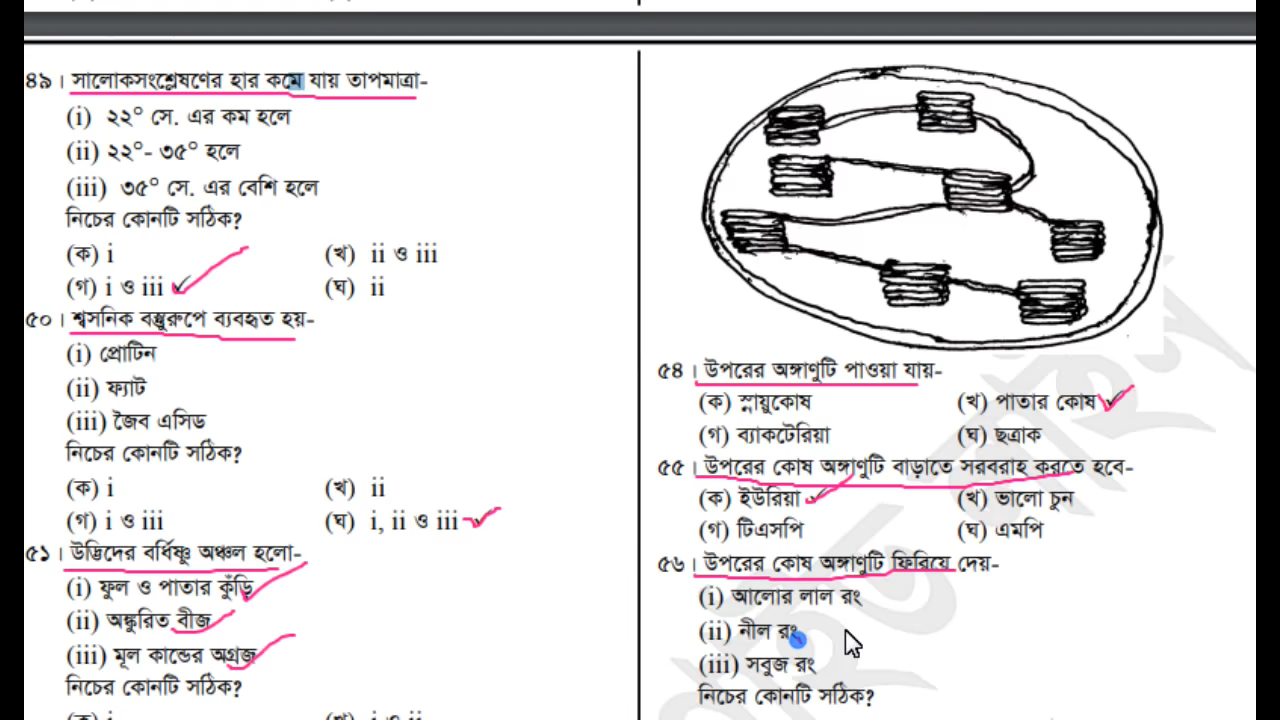 ৪৯। সালোকসংশ্লেষণের হার কমে যায় তাপমাত্রা-
(i) ২২° সে. এর কম হলে
(ii) ২২°- ৩৫° হলে
(iii) ৩৫° সে. এর বেশি হলে
নিচের কোনটি সঠিক?
(ক) i (খ) ii ও iii
(গ) i ও iii (ঘ) ii
৫০। শ্বসনিক বস্তুরুপে ব্যবহৃত হয়-
(i) প্রোটিন
(ii) ফ্যাট
(iii) জৈব এসিড
নিচের কোনটি সঠিক?
(ক) i (খ) ii
(গ) i ও iii (ঘ) i, ii ও iii
৫১। উদ্ভিদের বর্ধিষ্ণু অঞ্চল হলো-
(i) ফুল ও পাতার কুঁড়ি
(ii) অঙ্কুরিত বীজ
(iii) মূল কান্ডের অগ্রজ
নিচের কোনটি সঠিক?
(ক) i (খ) i ও ii
৫৪। উপরের অঙ্গাণুটি পাওয়া যায়-
(ক) স্নায়ুকোষ (খ) পাতার কোষ
(গ) ব্যাকটেরিয়া (ঘ) ছত্রাক
৫৫। উপরের কোষ অঙ্গাণুটি বাড়াতে সরবরাহ করতে হবে-
(ক) ইউরিয়া (খ) ভালো চুন
(গ) টিএসপি (ঘ) এমপি
৫৬। উপরের কোষ অঙ্গাণুটি ফিরিয়ে দেয়-
(i) আলোর লাল রং
(ii) নীল রং
(iii) সবুজ রং
নিচের কোনটি সঠিক?